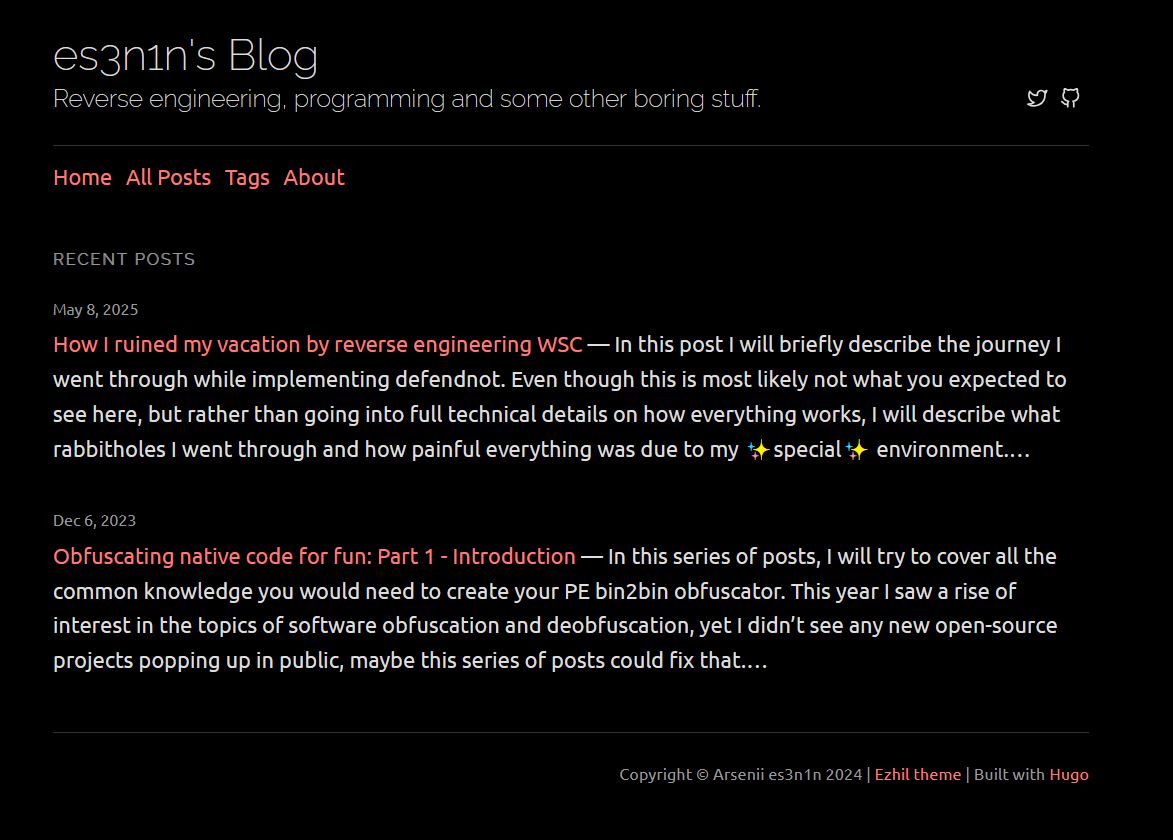 es3n1n's Blog
Reverse engineering, programming and some other boring stuff.
Home All Posts Tags About
RECENT POSTS
May 8, 2025
How I ruined my vacation by reverse engineering WSC — In this post I will briefly describe the journey I
went through while implementing defendnot. Even though this is most likely not what you expected to
see here, but rather than going into full technical details on how everything works, I will describe what
rabbitholes I went through and how painful everything was due to my ✨special✨ environment.…
Dec 6, 2023
Obfuscating native code for fun: Part 1 - Introduction — In this series of posts, I will try to cover all the
common knowledge you would need to create your PE bin2bin obfuscator. This year I saw a rise of
interest in the topics of software obfuscation and deobfuscation, yet I didn’t see any new open-source
projects popping up in public, maybe this series of posts could fix that.…
Copyright © Arsenii es3n1n 2024 | Ezhil theme | Built with Hugo